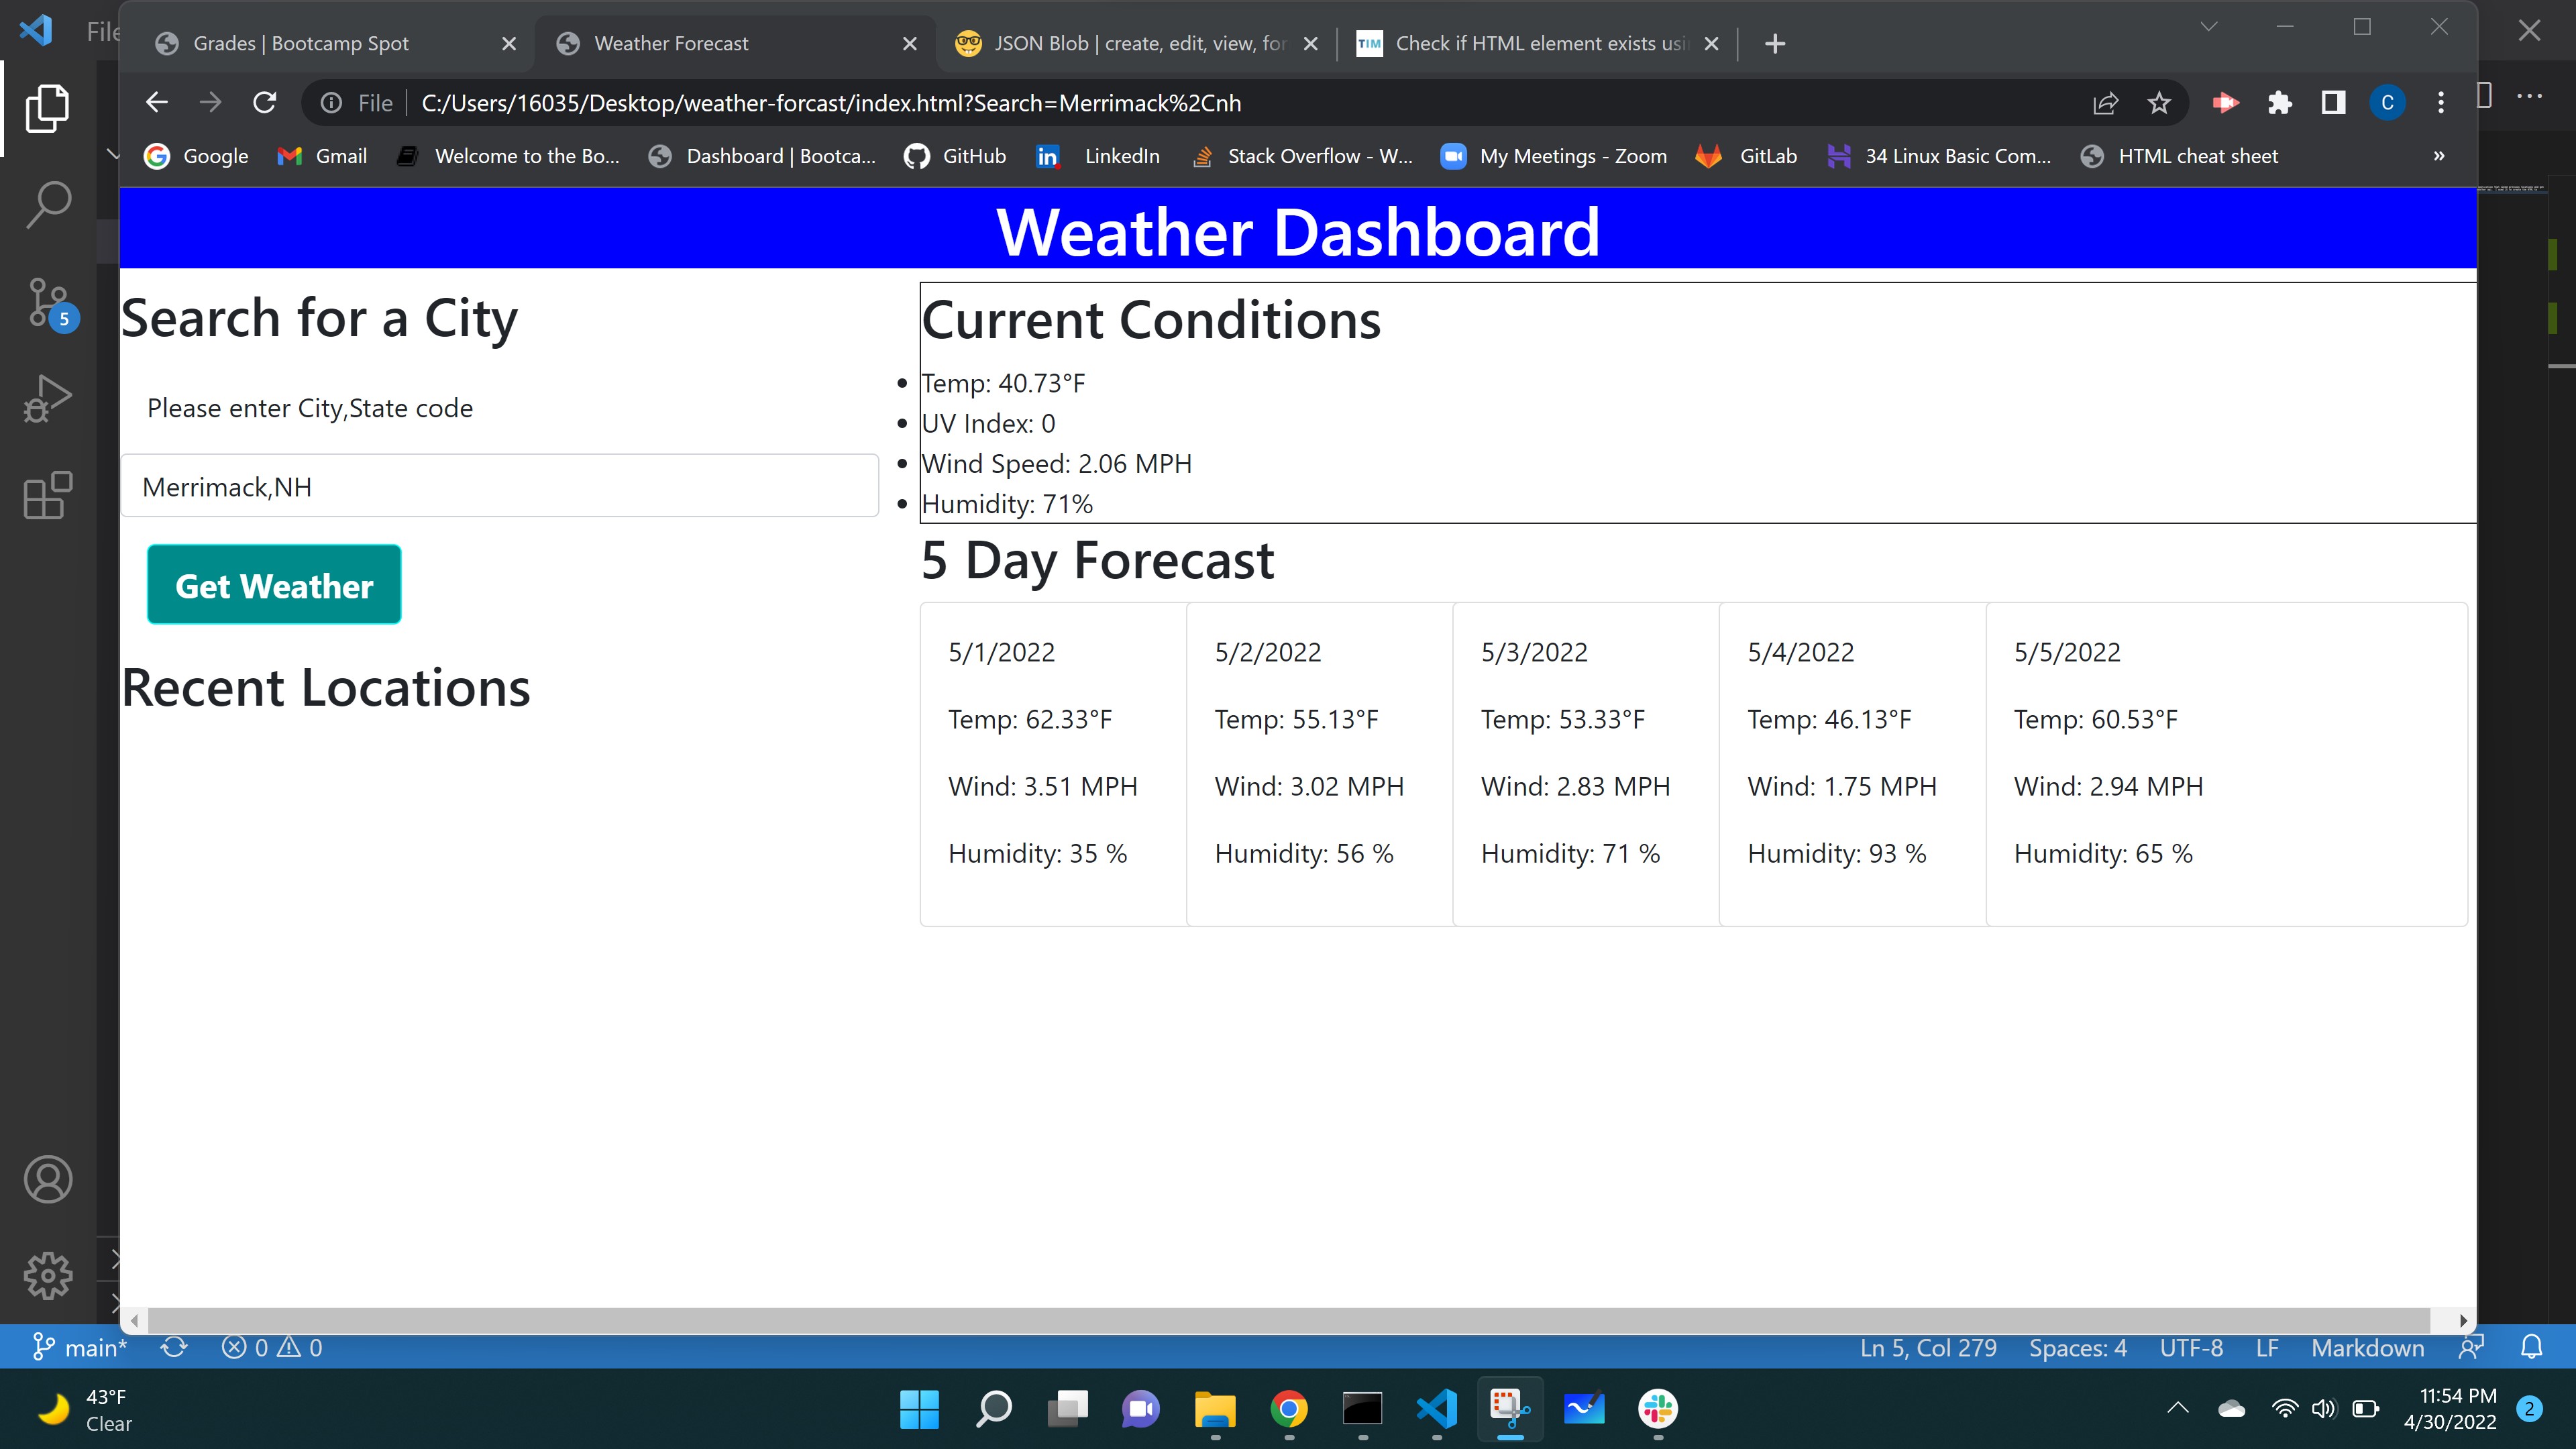 File
Grades | Bootcamp Spot
Weather Forecast
JSON Blob | create, edit, view, for
TIM
Check if HTML element exists usi
File
C:/Users/16035/Desktop/weather-forcast/index.html?Search=Merrimack%2Cnh
C
Google
Gmail
Welcome to the Bo...
Dashboard | Bootca...
GitHub
LinkedIn
Stack Overflow - W...
My Meetings - Zoom
GitLab
34 Linux Basic Com...
HTML cheat sheet
»
Weather Dashboard
Search for a City
Please enter City,State code
Merrimack,NH
Get Weather
Recent Locations
Current Conditions
Temp: 40.73°F
UV Index: 0
Wind Speed: 2.06 MPH
Humidity: 71%
5 Day Forecast
5/1/2022
Temp: 62.33°F
Wind: 3.51 MPH
Humidity: 35 %
5/2/2022
Temp: 55.13°F
Wind: 3.02 MPH
Humidity: 56 %
5/3/2022
Temp: 53.33°F
Wind: 2.83 MPH
Humidity: 71 %
5/4/2022
Temp: 46.13°F
Wind: 1.75 MPH
Humidity: 93 %
5/5/2022
Temp: 60.53°F
Wind: 2.94 MPH
Humidity: 65 %
5
main*
0
0
Ln 5, Col 279
Spaces: 4
UTF-8
LF
Markdown
43°F
Clear
11:54 PM
4/30/2022
2